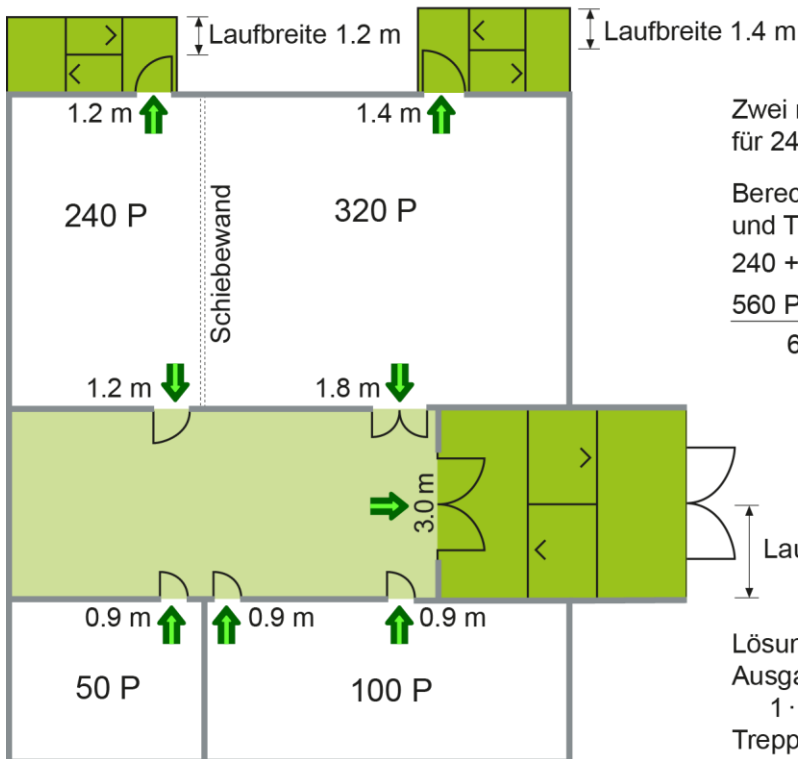 Laufbreite 1.2 m
Laufbreite 1.4 m
1.2 m
1.4 m
Zwei
für 24
240 P
Schiebewand
320 P
Berec
und T
240 +
560 P
6
1.2 m
1.8 m
3.0 m
Lau
0.9 m
0.9 m
0.9 m
50 P
100 P
Lösun
Ausga
1 ·
Trepp